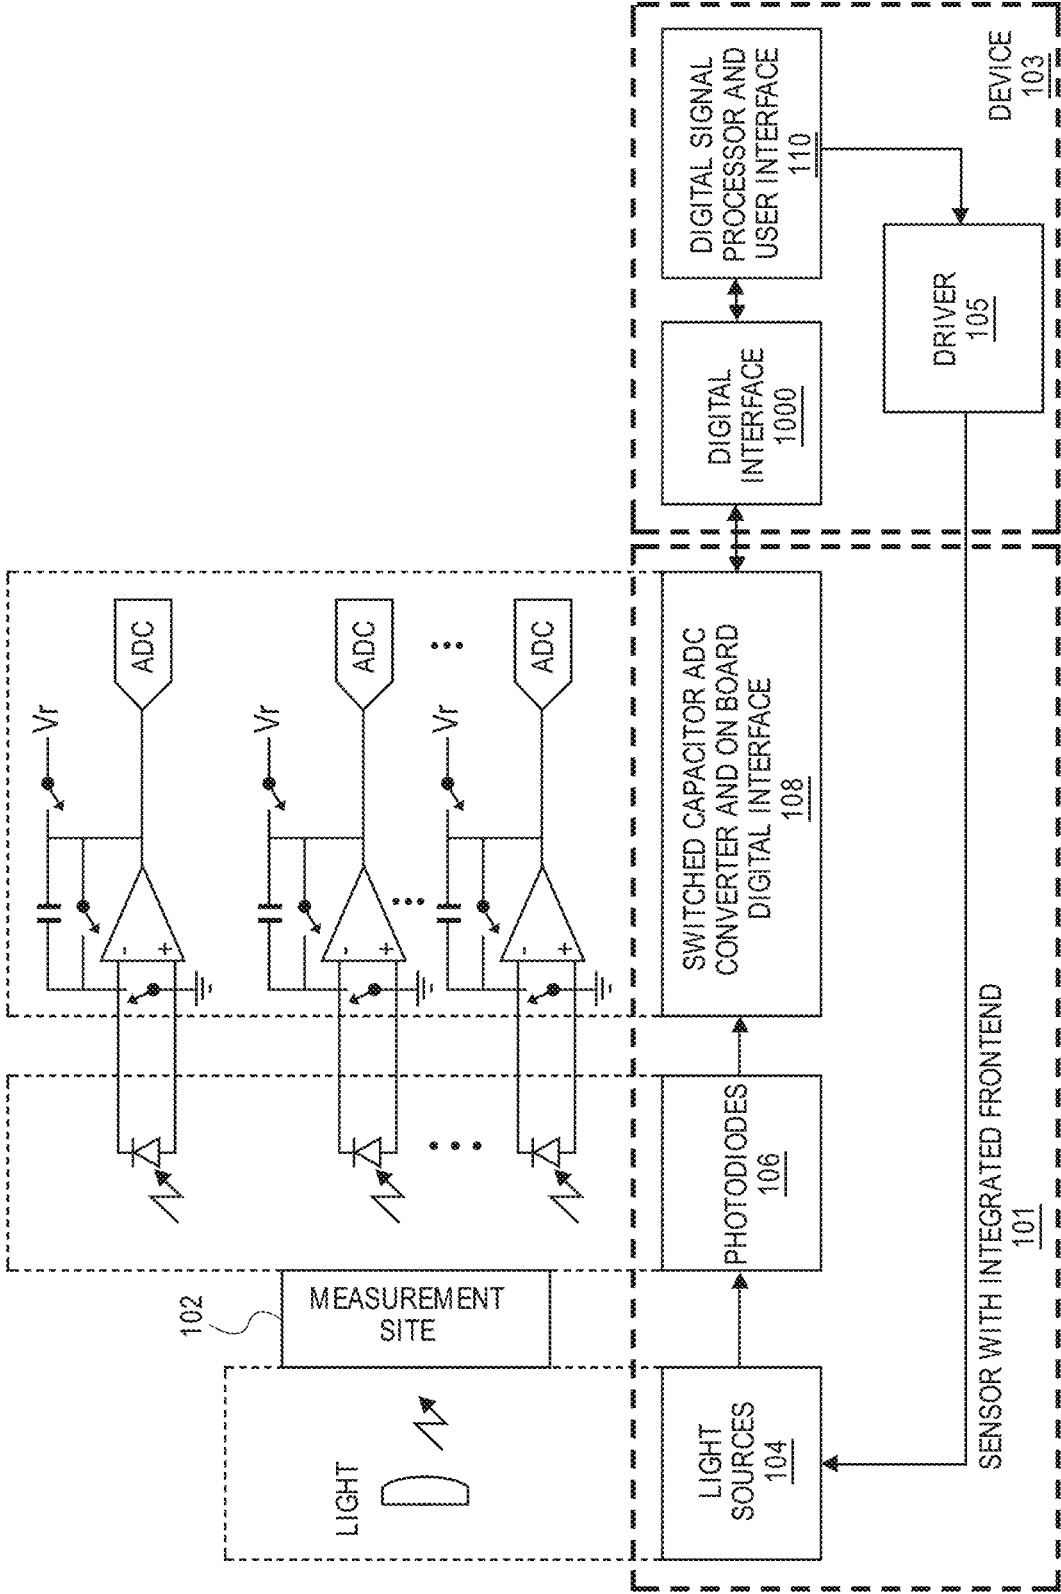 LIGHT
102
MEASUREMENT
SITE
Vr
Vr
Vr
-
+
-
+
-
+
ADC
ADC
ADC
LIGHT
SOURCES
104
PHOTODIODES
106
SWITCHED CAPACITOR ADC
CONVERTER AND ON BOARD
DIGITAL INTERFACE
108
DIGITAL
INTERFACE
1000
DIGITAL SIGNAL
PROCESSOR AND
USER INTERFACE
110
DRIVER
105
DEVICE
103
SENSOR WITH INTEGRATED FRONTEND
101